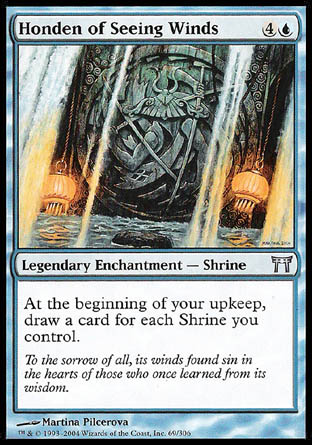 Honden of Seeing Winds 4
Legendary Enchantment — Shrine
At the beginning of your upkeep,
draw a card for each Shrine you
control.
To the sorrow of all, its winds found sin in
the hearts of those who once learned from its
wisdom.
Martina Pilcerova
™ & © 1993-2004 Wizards of the Coast, Inc. 69/306